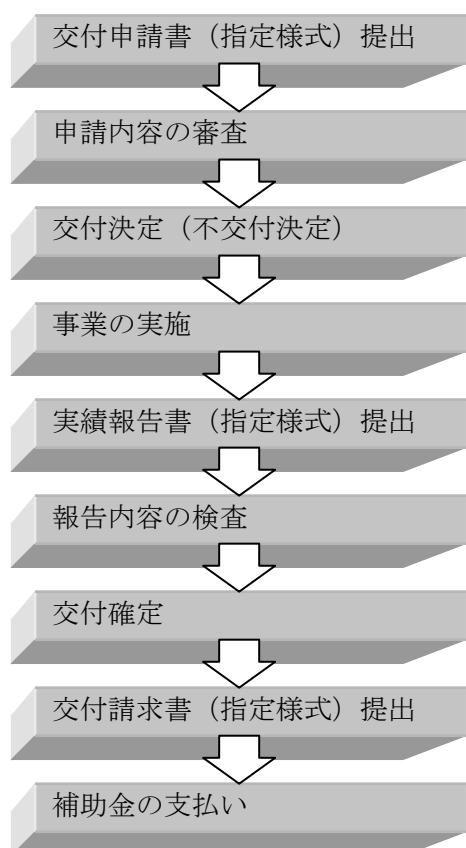 交付申請書（指定様式）提出
申請内容の審査
交付決定（不交付決定）
事業の実施
実績報告書（指定様式）提出
報告内容の検査
交付確定
交付請求書（指定様式）提出
補助金の支払い